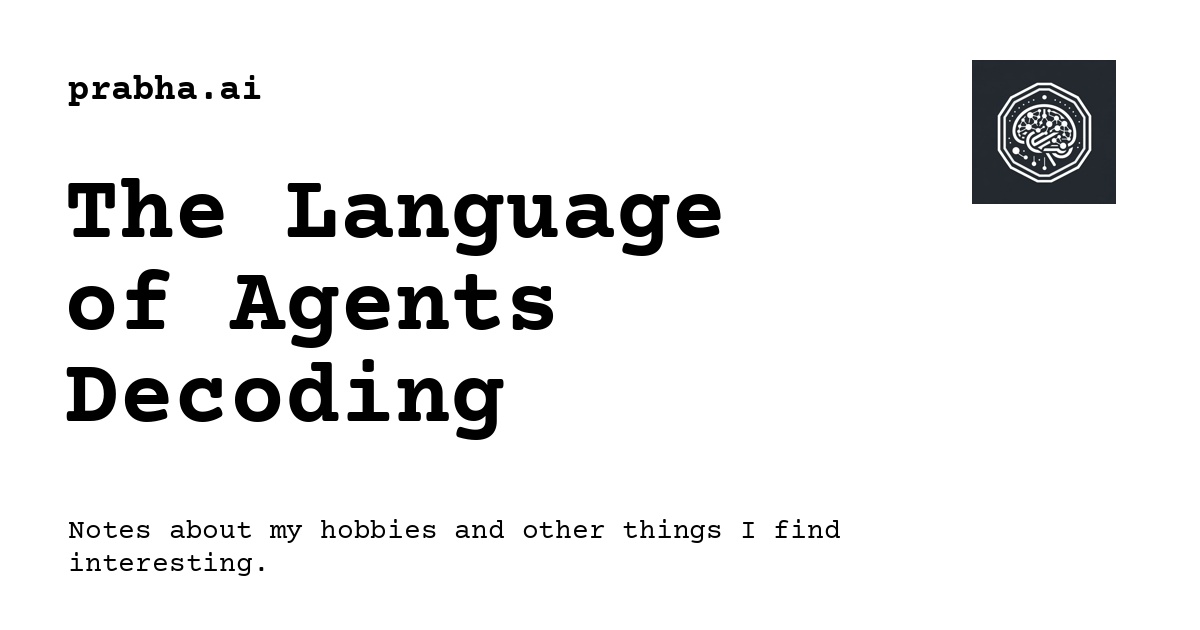 prabha.ai
The Language
of Agents
Decoding
Notes about my hobbies and other things I find
interesting.